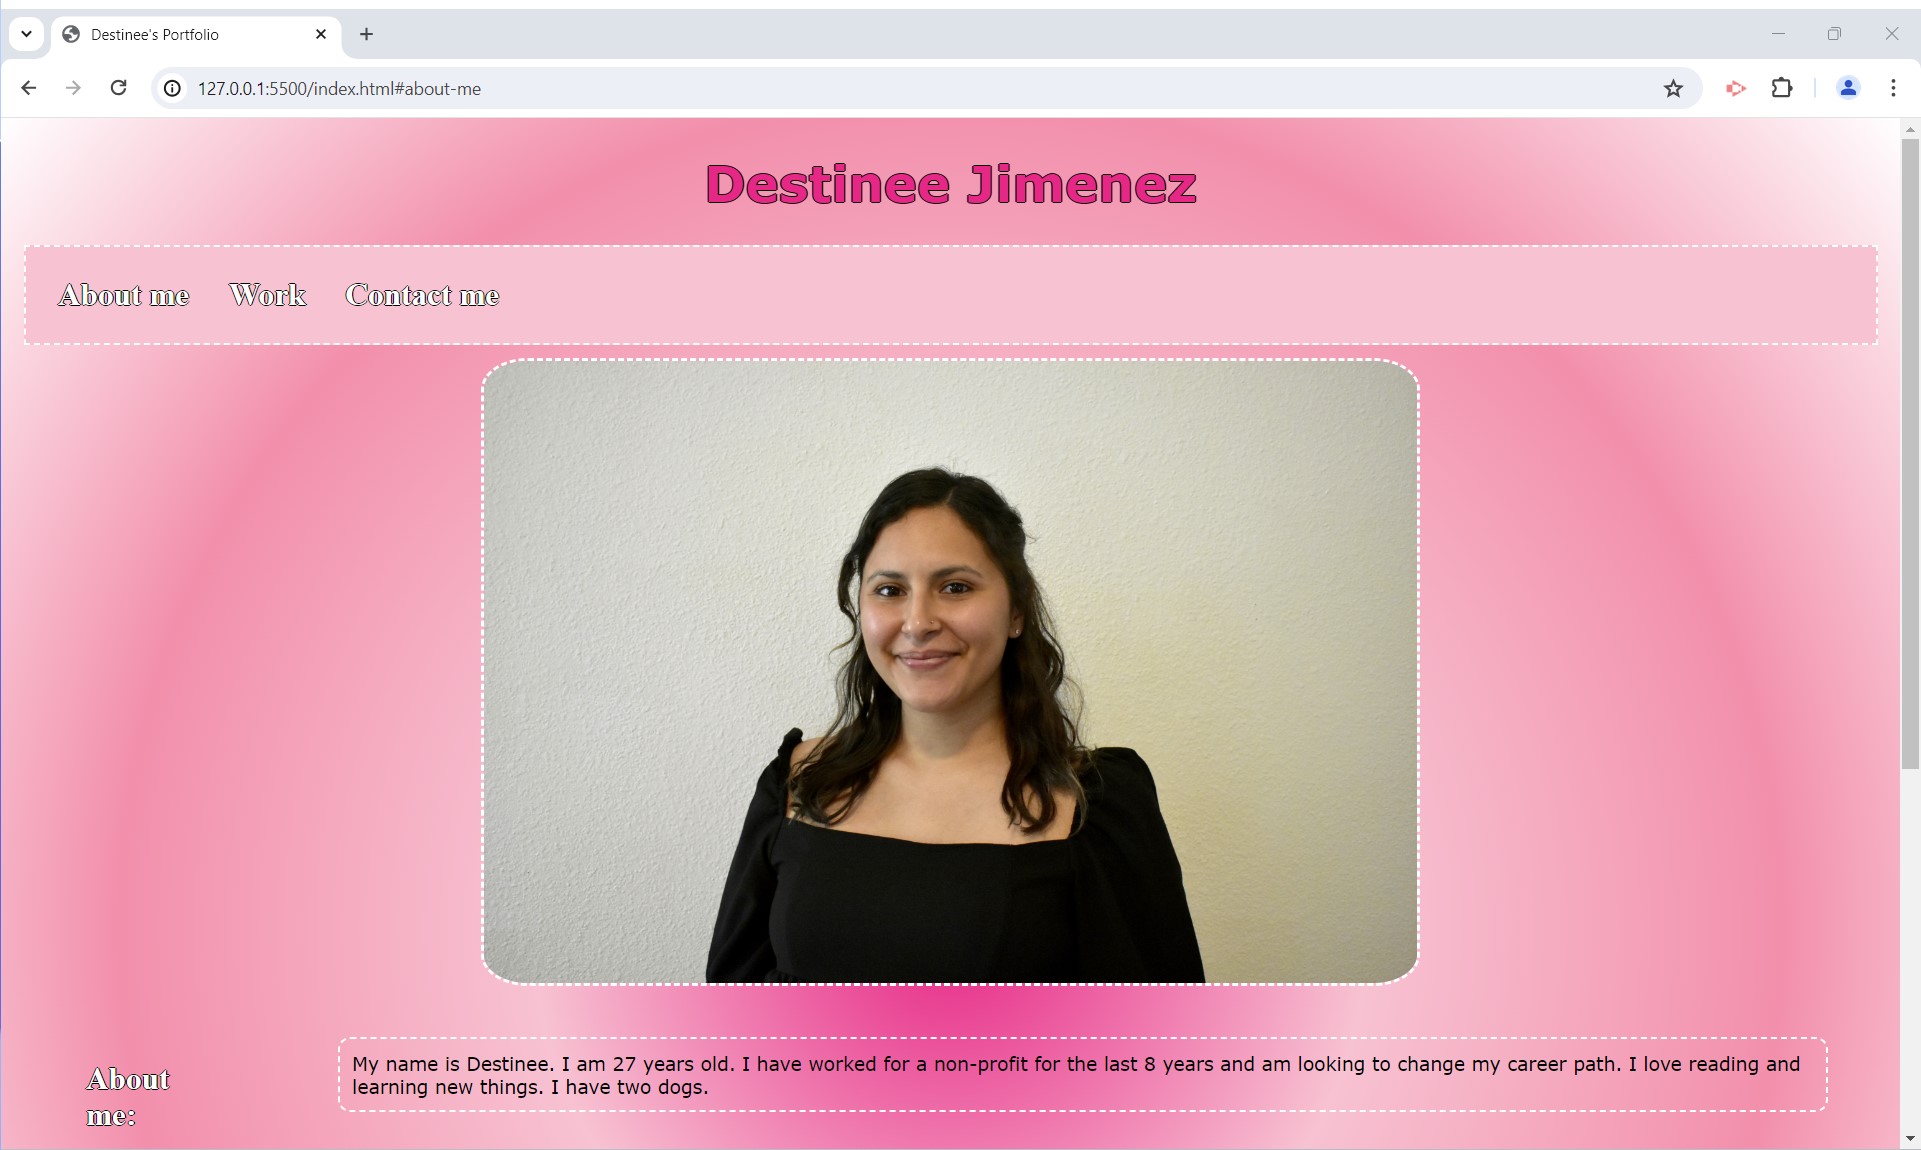 Destinee's Portfolio
127.0.0.1:5500/index.html#about-me
Destinee Jimenez
About me Work Contact me
My name is Destinee. I am 27 years old. I have worked for a non-profit for the last 8 years and am looking to change my career path. I love reading and
learning new things. I have two dogs.
About
me: